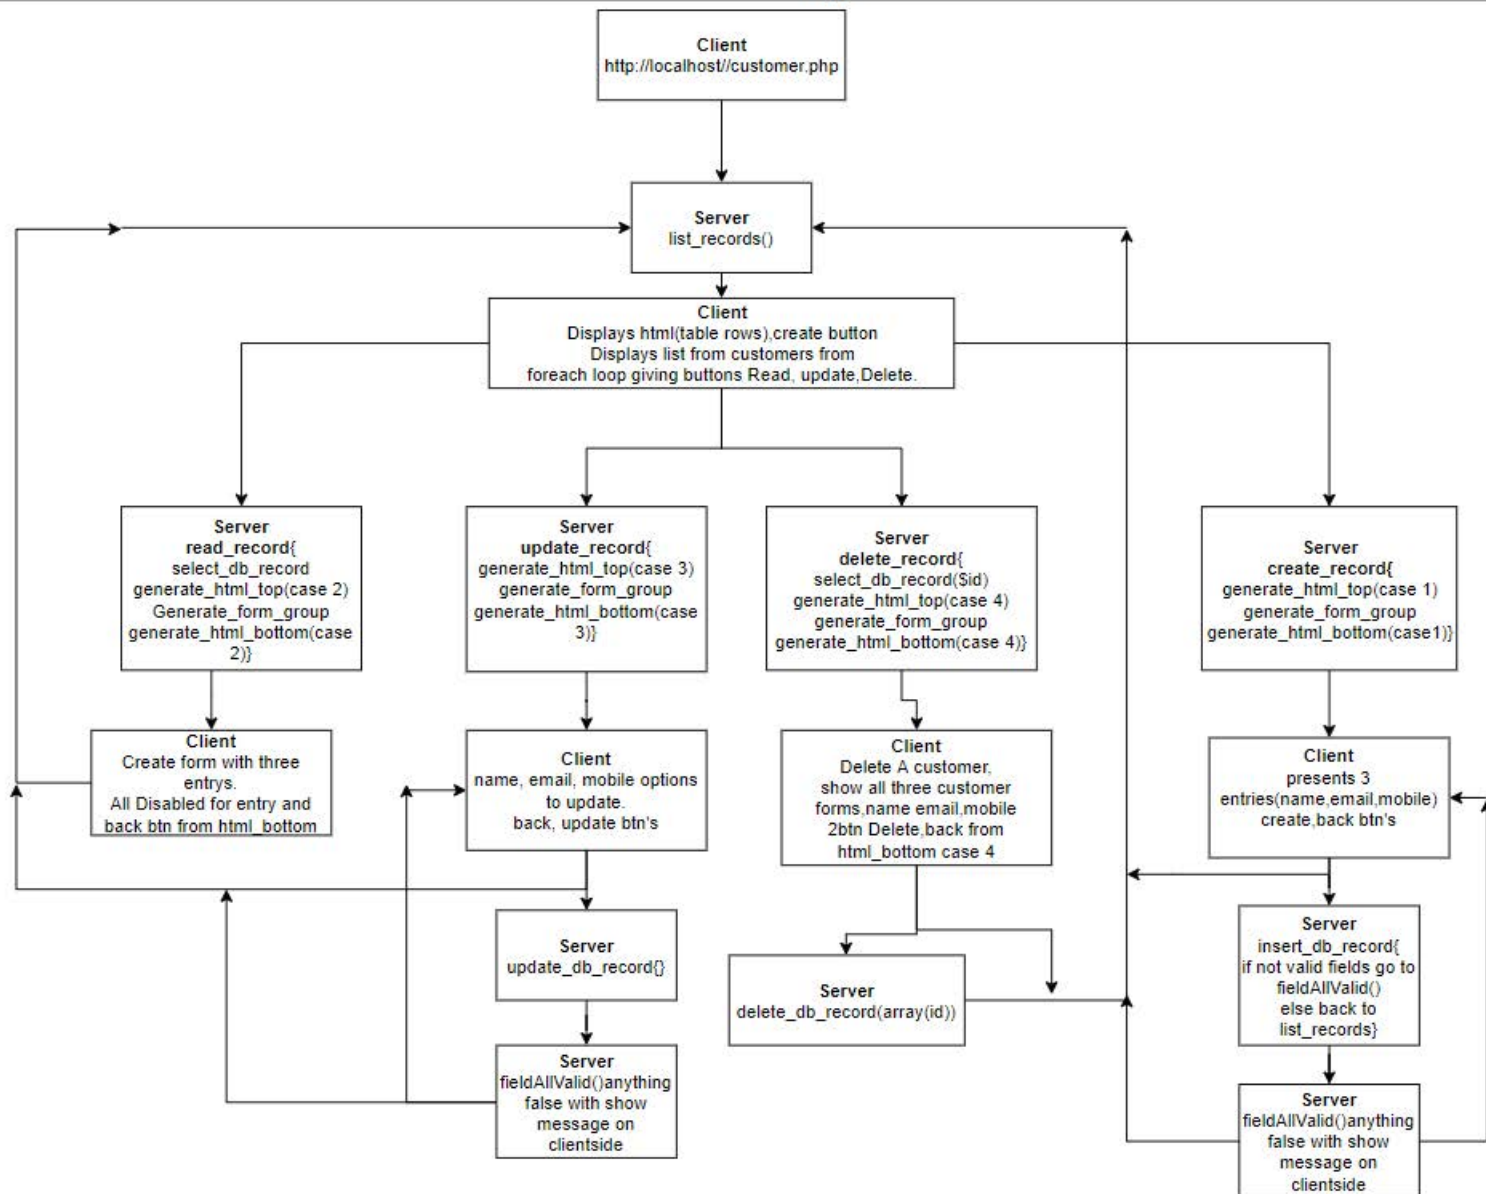 Client
http://localhost//customer.php
Server
list_records()
Client
Displays html(table rows),create button
Displays list from customers from
foreach loop giving buttons Read, update,Delete.
Server
read_record{
select_db_record
generate_html_top(case 2)
Generate_form_group
generate_html_bottom(case
2)}
Server
update_record{
generate_html_top(case 3)
generate_form_group
generate_html_bottom(case
3)}
Server
delete_record{
select_db_record($id)
generate_html_top(case 4)
generate_form_group
generate_html_bottom(case 4)}
Server
create_record{
generate_html_top(case 1)
generate_form_group
generate_html_bottom(case1)}
Client
Create form with three
entrys.
All Disabled for entry and
back btn from html_bottom
Client
name, email, mobile options
to update.
back, update btn's
Client
Delete A customer,
show all three customer
forms,name email,mobile
2btn Delete,back from
html_bottom case 4
Client
presents 3
entries(name,email,mobile)
create,back btn's
Server
update_db_record{}
Server
delete_db_record(array(id))
Server
insert_db_record{
if not valid fields go to
fieldAllValid()
else back to
list_records}
Server
fieldAllValid()anything
false with show
message on
clientside
Server
fieldAllValid()anything
false with show
message on
clientside